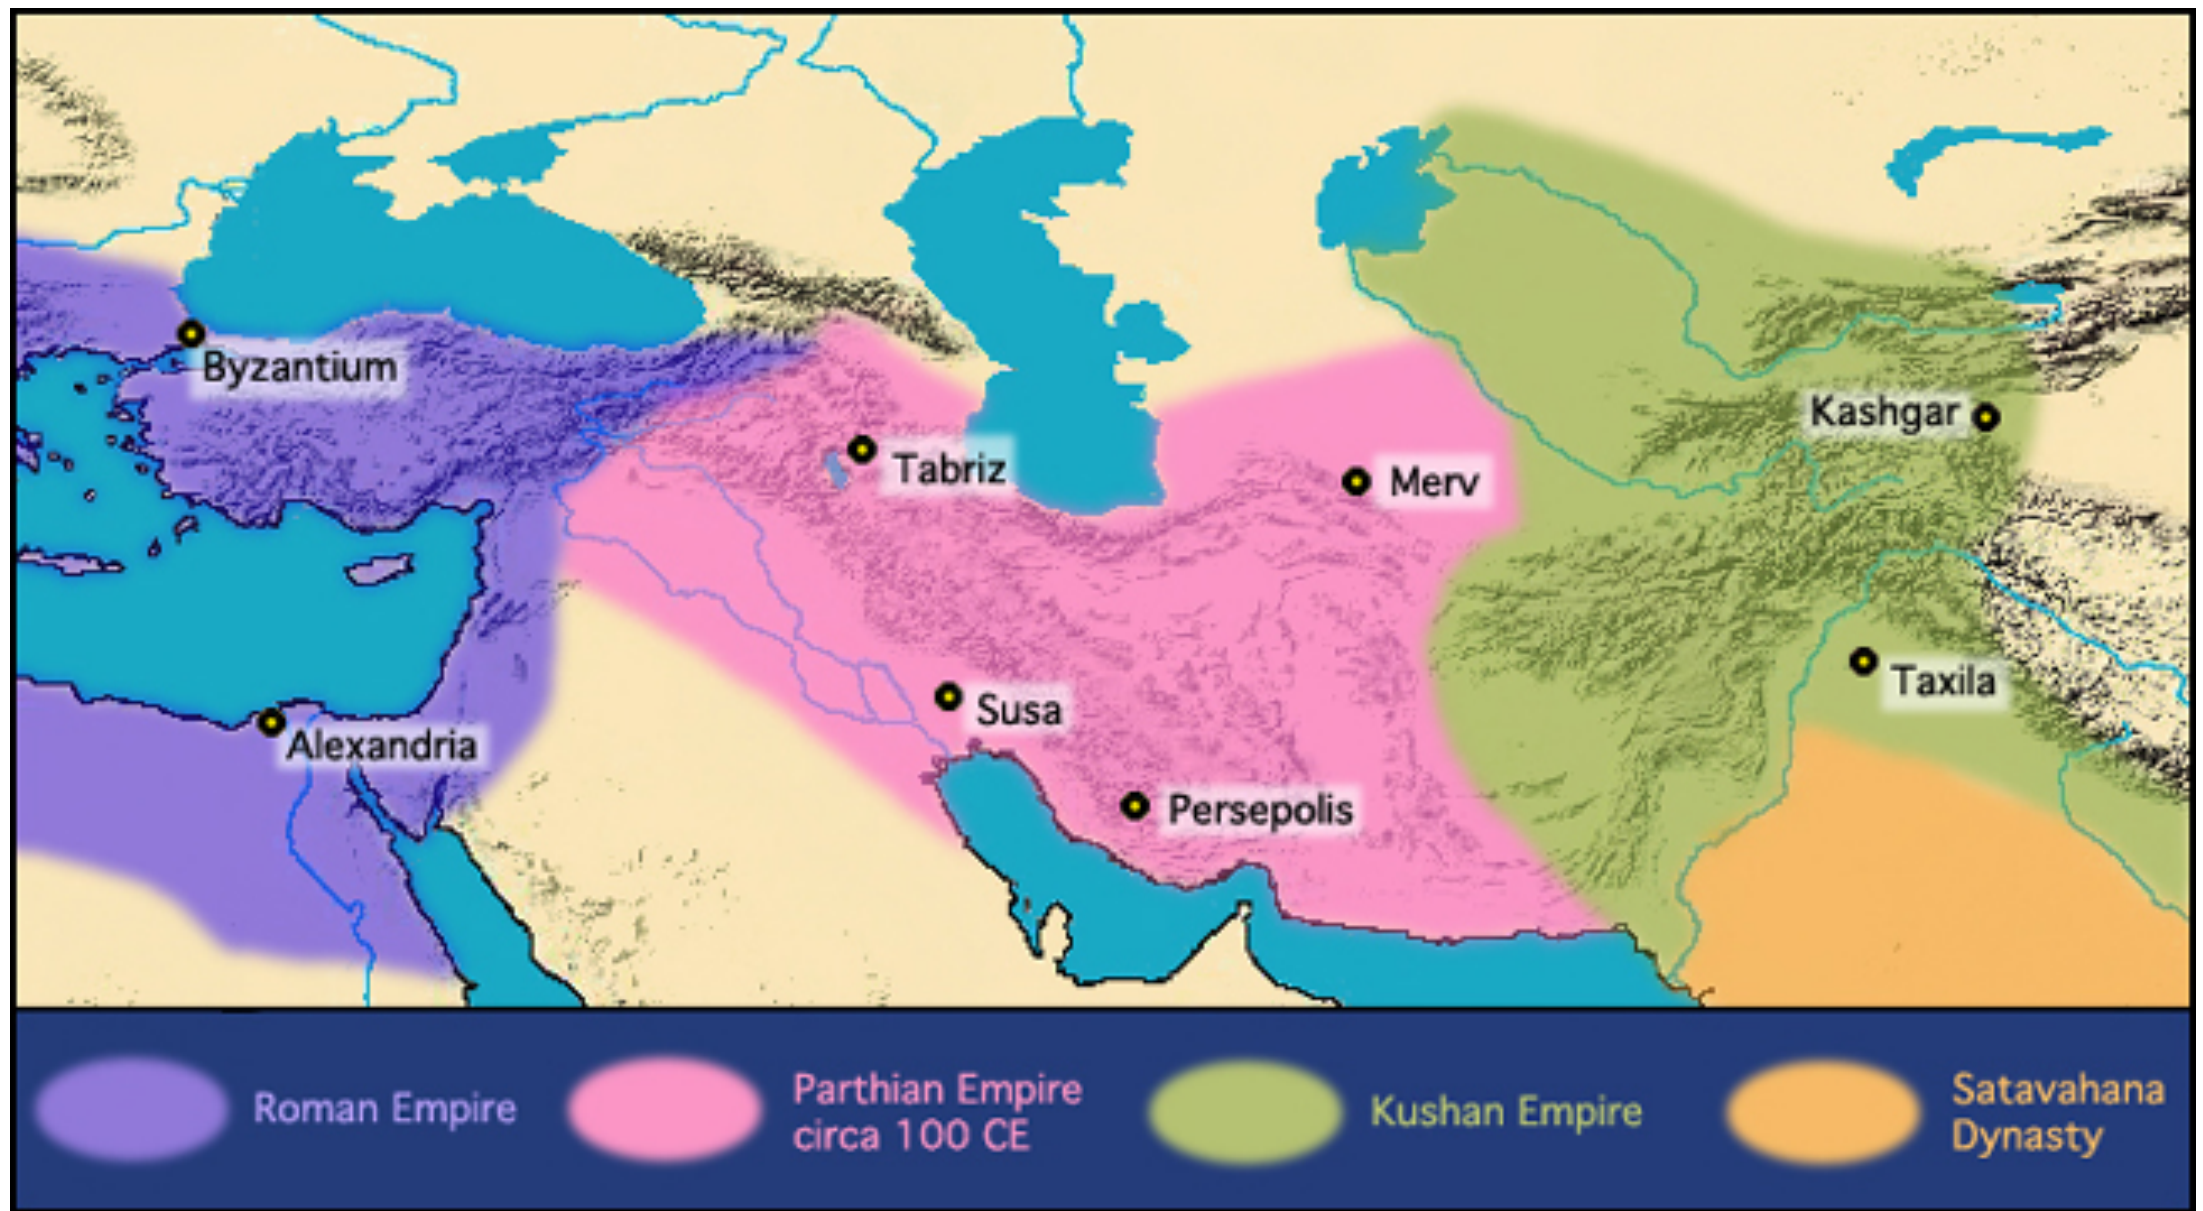 Byzantium
Kashgar
Tabriz
Merv
Taxila
Susa
Alexandria
Persepolis
Roman Empire
Parthian Empire
circa 100 CE
Kushan Empire
Satavahana
Dynasty